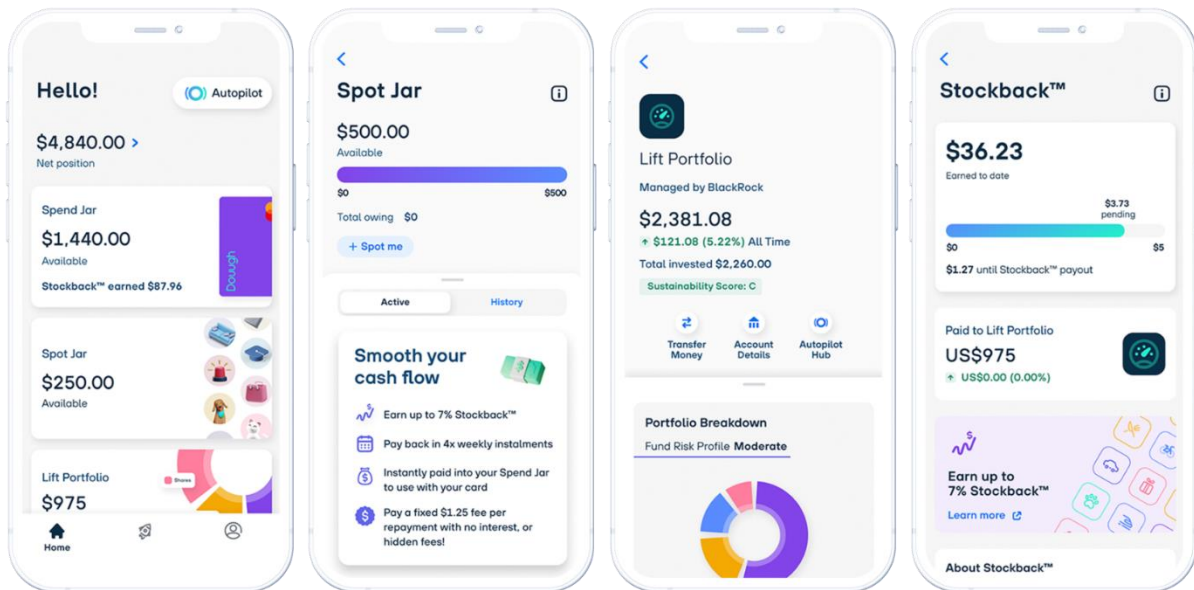 Hello!
Autopilot
$4,840.00 >
Net position
Spend Jar
$1,440.00
Available
Stockback™ earned $87.96
Douugh
Spot Jar
$250.00
Available
Lift Portfolio
$975
Shares
Home
Spot Jar
$500.00
Available
$0 $500
Total owing $0
+ Spot me
Active History
Smooth your
cash flow
Earn up to 7% Stockback™
Pay back in 4x weekly instalments
Instantly paid into your Spend Jar
to use with your card
Pay a fixed $1.25 fee per
repayment with no interest, or
hidden fees!
Lift Portfolio
Managed by BlackRock
$2,381.08
$121.08 (5.22%) All Time
Total invested $2,260.00
Sustainability Score: C
Transfer
Money
Account
Details
Autopilot
Hub
Portfolio Breakdown
Fund Risk Profile Moderate
Stockback™
$36.23
Earned to date
$3.73
pending
$0 $5
$1.27 until Stockback™ payout
Paid to Lift Portfolio
US$975
US$0.00 (0.00%)
Earn up to
7% Stockback™
Learn more
About Stockback™